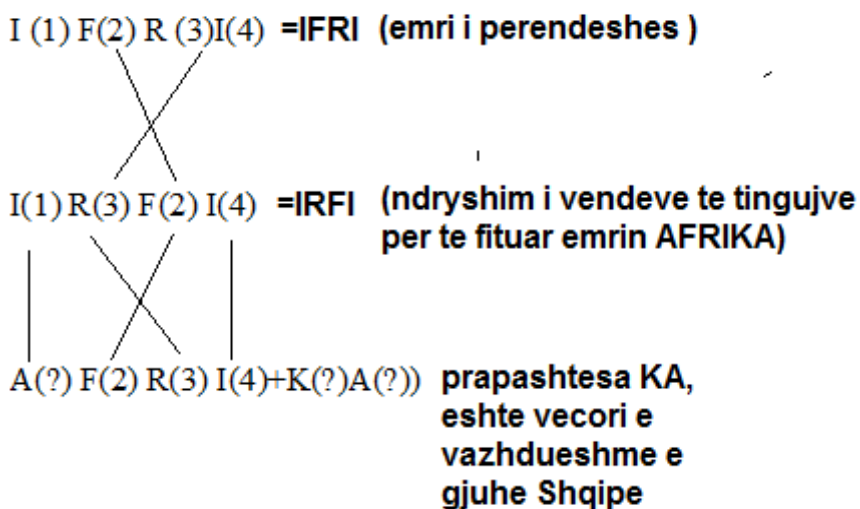 I (1) F(2) R (3)I(4) =IFRI (emri i perendeshes )
I(1) R(3) F(2) I(4) =IRFI (ndryshim i vendeve te tingujve
per te fituar emrin AFRIKA)
A(?) F(2) R(3) I(4)+K(?)A(?)) prapashtesa KA,
eshte vecori e
vazhdueshme e
gjuhe Shqipe